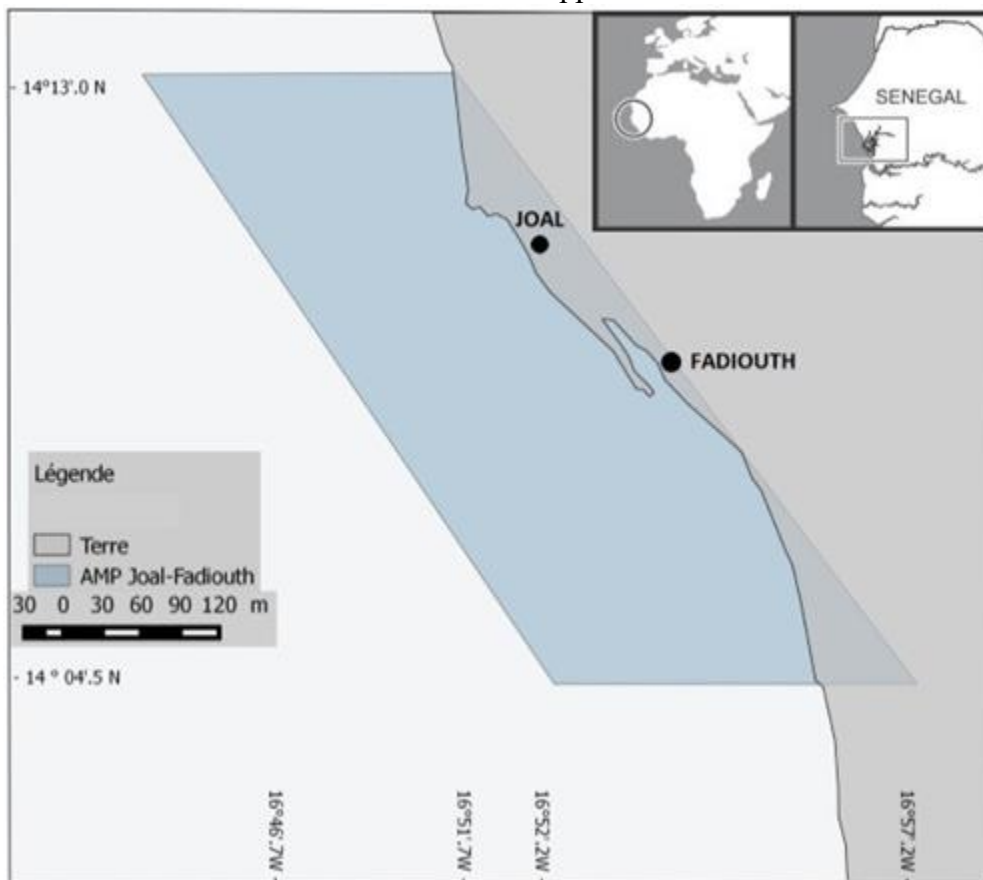 - 14°13'.0 N
SENEGAL
JOAL
FADIOUTH
Légende
Terre
AMP Joal-Fadiouth
30 0 30 60 90 120 m
- 14 ° 04'.5 N
16°46'.7W -
16°51'.7W -
16°52'.2W -
16°57'.2W -